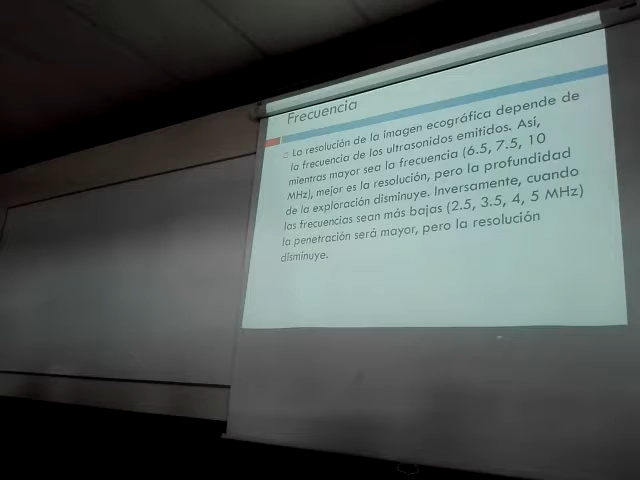 Frecuencia
La resolución de la imagen ecográfica depende de
la frecuencia de los ultrasonidos emitidos. Así,
mientras mayor sea la frecuencia (6.5, 7.5, 10
MHz), mejor es la resolución, pero la profundidad
de la exploración disminuye. Inversamente, cuando
las frecuencias sean más bajas (2.5, 3.5, 4, 5 MHz)
la penetración será mayor, pero la resolución
disminuye.